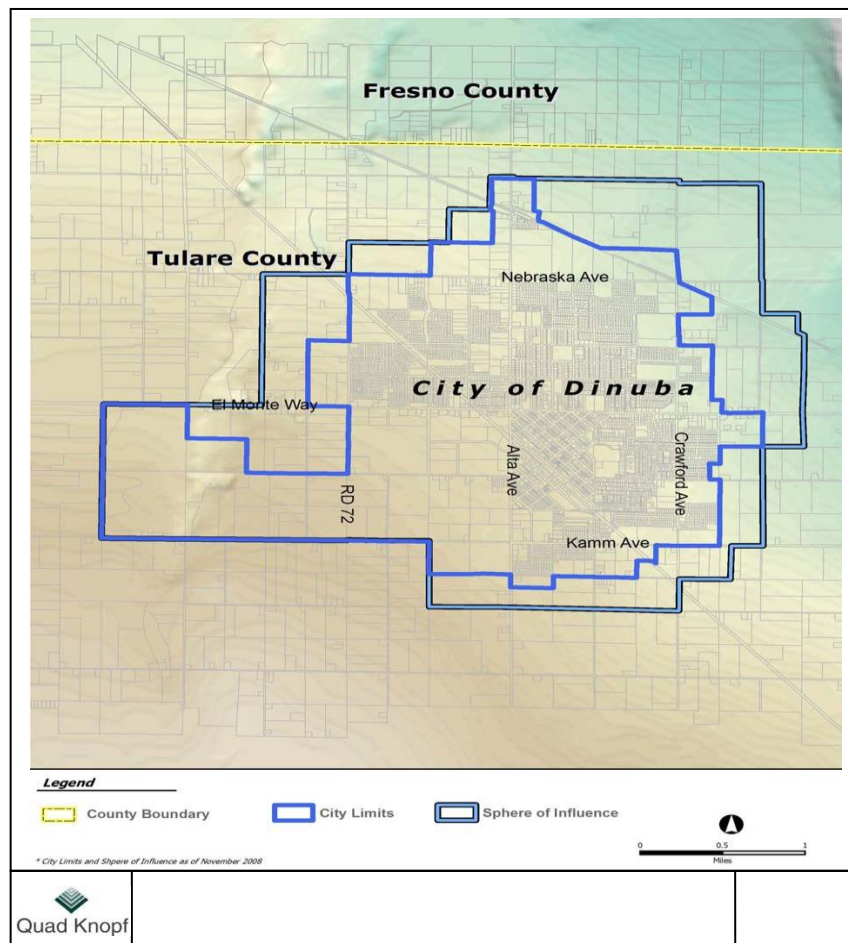 Fresno County
Tulare County
Nebraska Ave
City of Dinuba
El Monte Way
Alta Ave
Crawford Ave
RD 72
Kamm Ave
Legend
County Boundary
City Limits
Sphere of Influence
0 0.5 1
Miles
* City Limits and Shpere of Influence as of November 2008
Quad Knopf